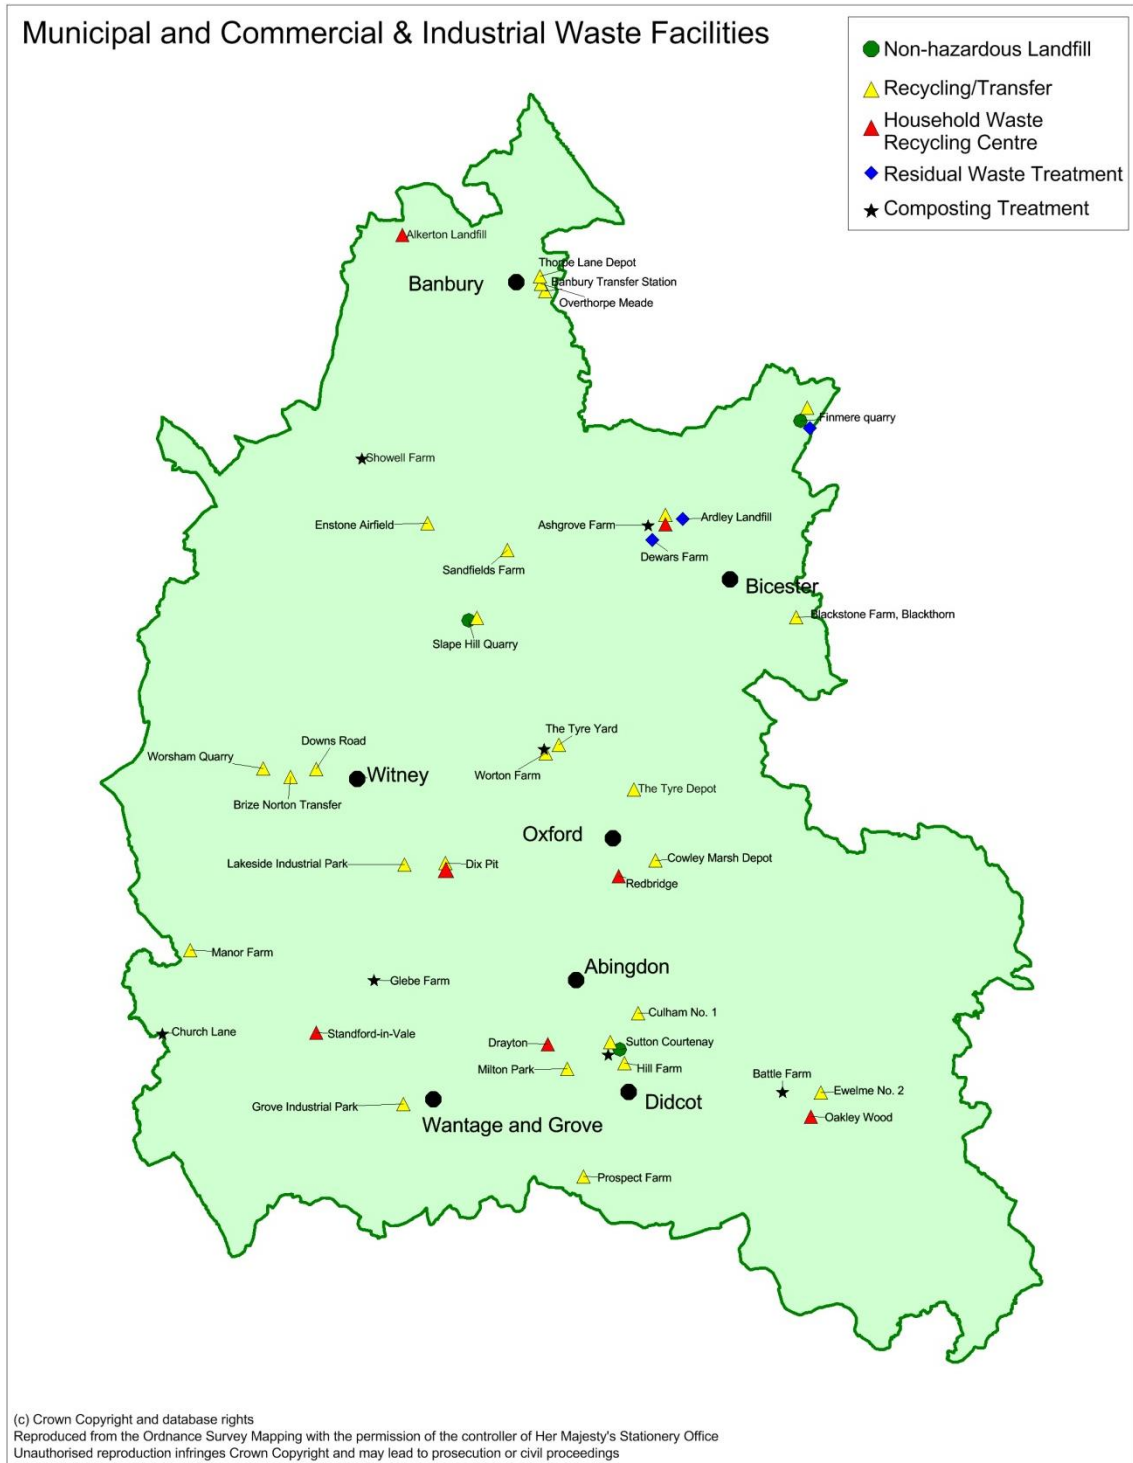 Municipal and Commercial & Industrial Waste Facilities
Non-hazardous Landfill
Recycling/Transfer
Household Waste
Recycling Centre
Residual Waste Treatment
Composting Treatment
Alkerton Landfill
Thorpe Lane Depot
Banbury
Banbury Transfer Station
Overthorpe Meade
Finmere quarry
Showell Farm
Enstone Airfield
Ashgrove Farm
Ardley Landfill
Sandfields Farm
Dewars Farm
Bicester
Blackstone Farm, Blackthorn
Slape Hill Quarry
The Tyre Yard
Downs Road
Worsham Quarry
Witney
Worton Farm
Brize Norton Transfer
The Tyre Depot
Oxford
Lakeside Industrial Park
Dix Pit
Cowley Marsh Depot
Redbridge
Manor Farm
Abingdon
Glebe Farm
Culham No. 1
Church Lane
Standford-in-Vale
Drayton
Sutton Courtenay
Milton Park
Hill Farm
Battle Farm
Ewelme No. 2
Grove Industrial Park
Didcot
Oakley Wood
Wantage and Grove
Prospect Farm
(c) Crown Copyright and database rights
Reproduced from the Ordnance Survey Mapping with the permission of the controller of Her Majesty's Stationery Office
Unauthorised reproduction infringes Crown Copyright and may lead to prosecution or civil proceedings